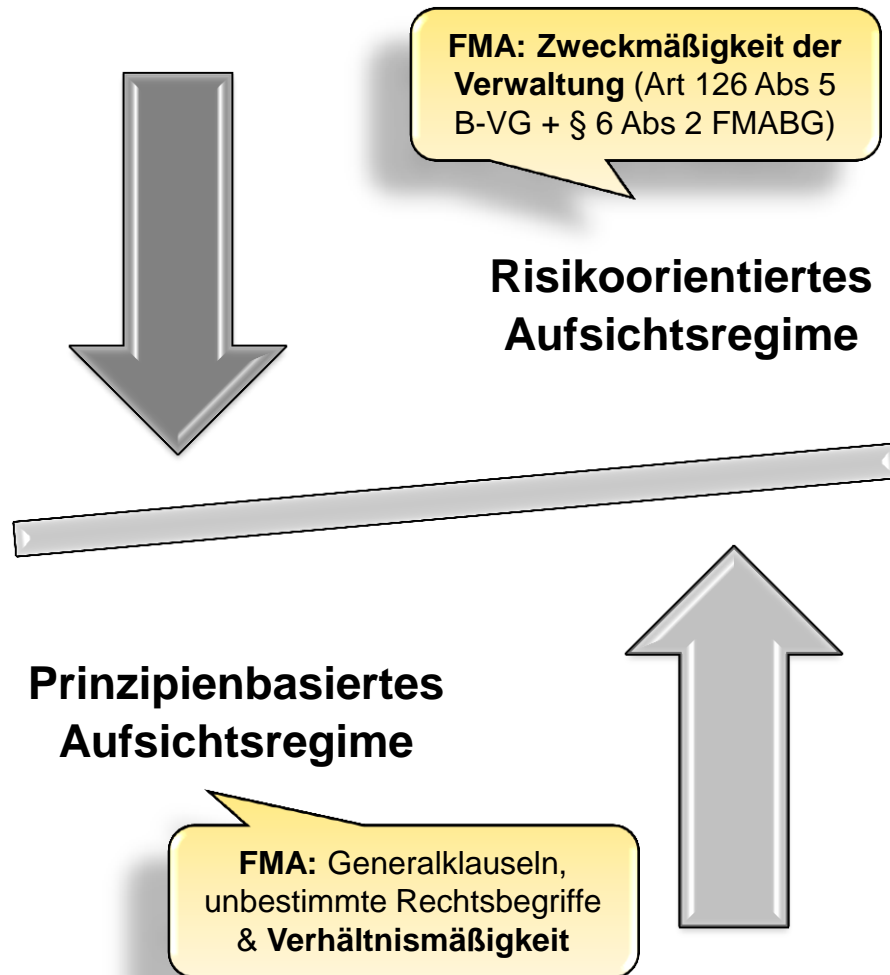 FMA: Zweckmäßigkeit der
Verwaltung (Art 126 Abs 5
B-VG + § 6 Abs 2 FMABG)
Risikoorientiertes
Aufsichtsregime
Prinzipienbasiertes
Aufsichtsregime
FMA: Generalklauseln,
unbestimmte Rechtsbegriffe
& Verhältnismäßigkeit